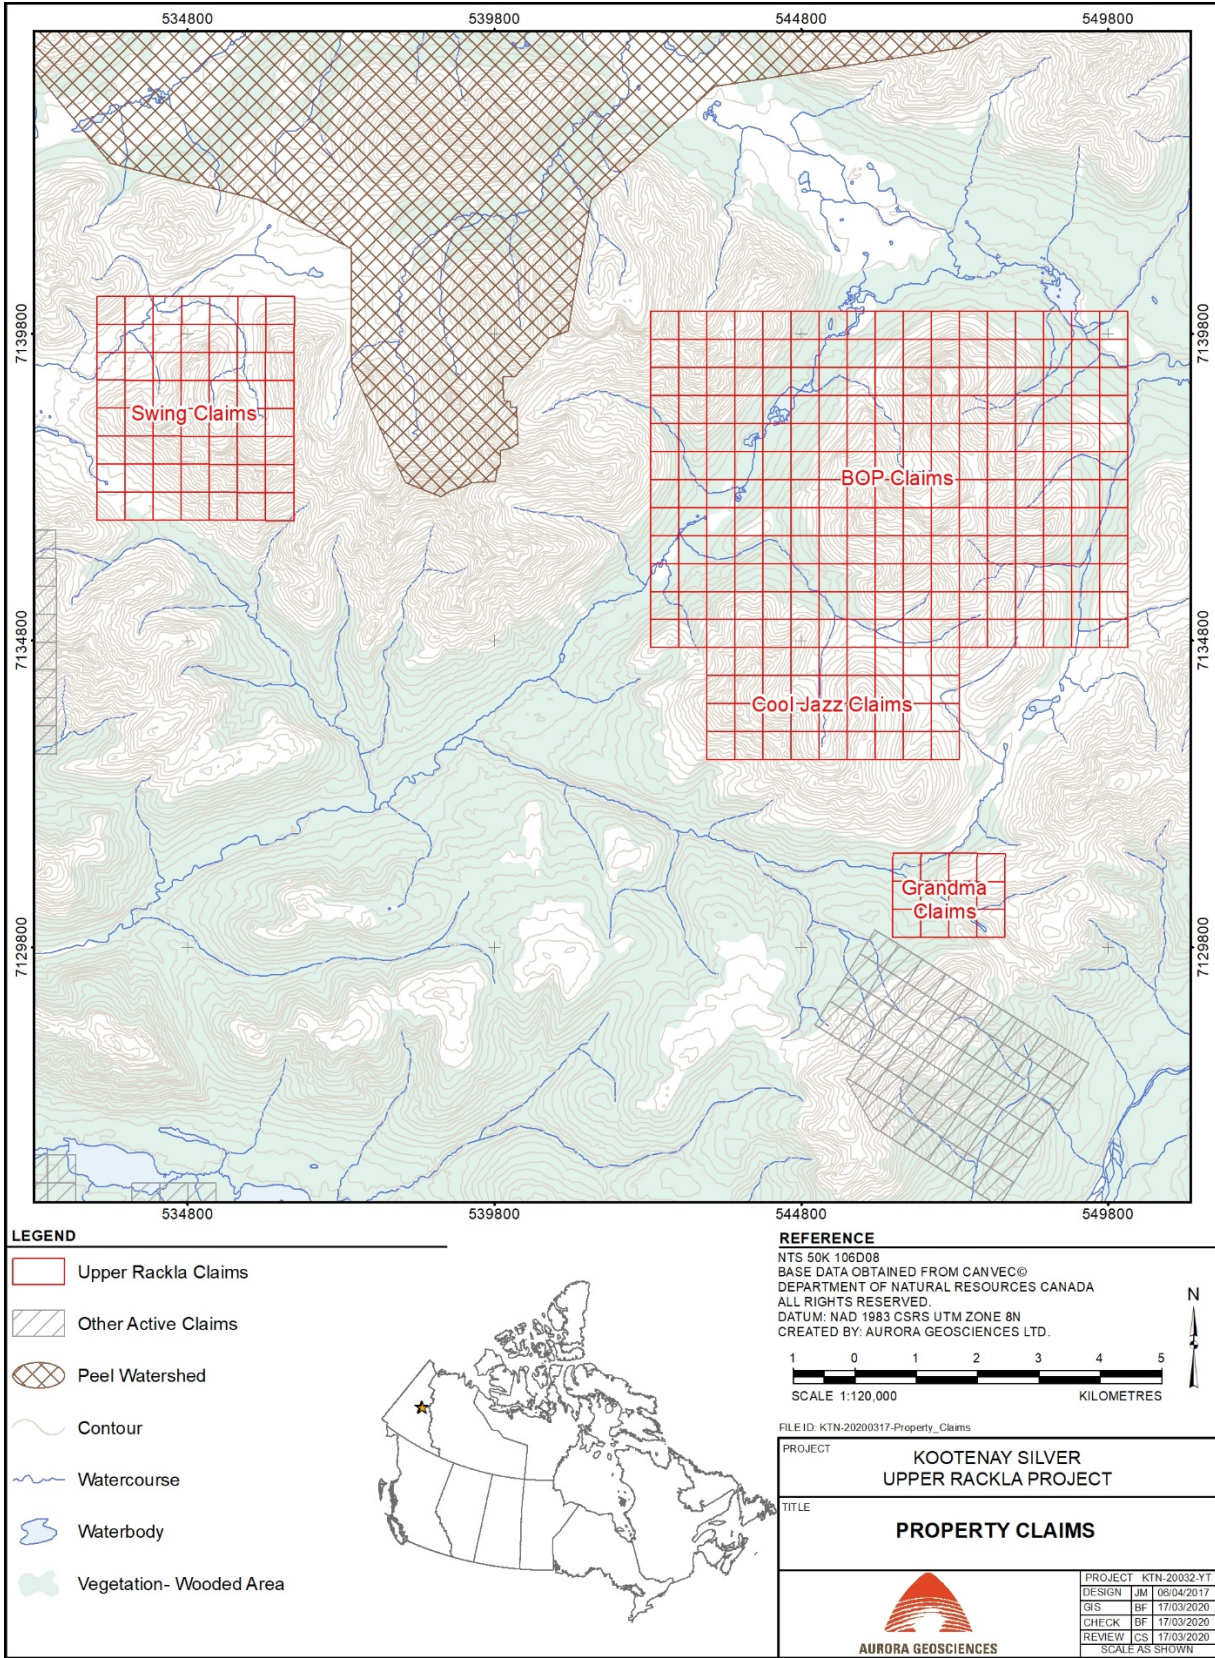 534800 539800 544800 549800
7139800 7139800
Swing Claims
BOP Claims
7134800 7134800
Cool Jazz Claims
Grandma
Claims
7129800 7129800
534800 539800 544800 549800
LEGEND
Upper Rackla Claims
Other Active Claims
Peel Watershed
Contour
Watercourse
Waterbody
Vegetation- Wooded Area
REFERENCE
NTS 50K 106D08
BASE DATA OBTAINED FROM CANVEC©
DEPARTMENT OF NATURAL RESOURCES CANADA
ALL RIGHTS RESERVED.
DATUM: NAD 1983 CSRS UTM ZONE 8N
CREATED BY: AURORA GEOSCIENCES LTD.
N
1 0 1 2 3 4 5
SCALE 1:120,000 KILOMETRES
FILE ID: KTN-20200317-Property_Claims
PROJECT
KOOTENAY SILVER
UPPER RACKLA PROJECT
TITLE
PROPERTY CLAIMS
AURORA GEOSCIENCES
PROJECT KTN-20032-YT
DESIGN JM 06/04/2017
GIS BF 17/03/2020
CHECK BF 17/03/2020
REVIEW CS 17/03/2020
SCALE AS SHOWN